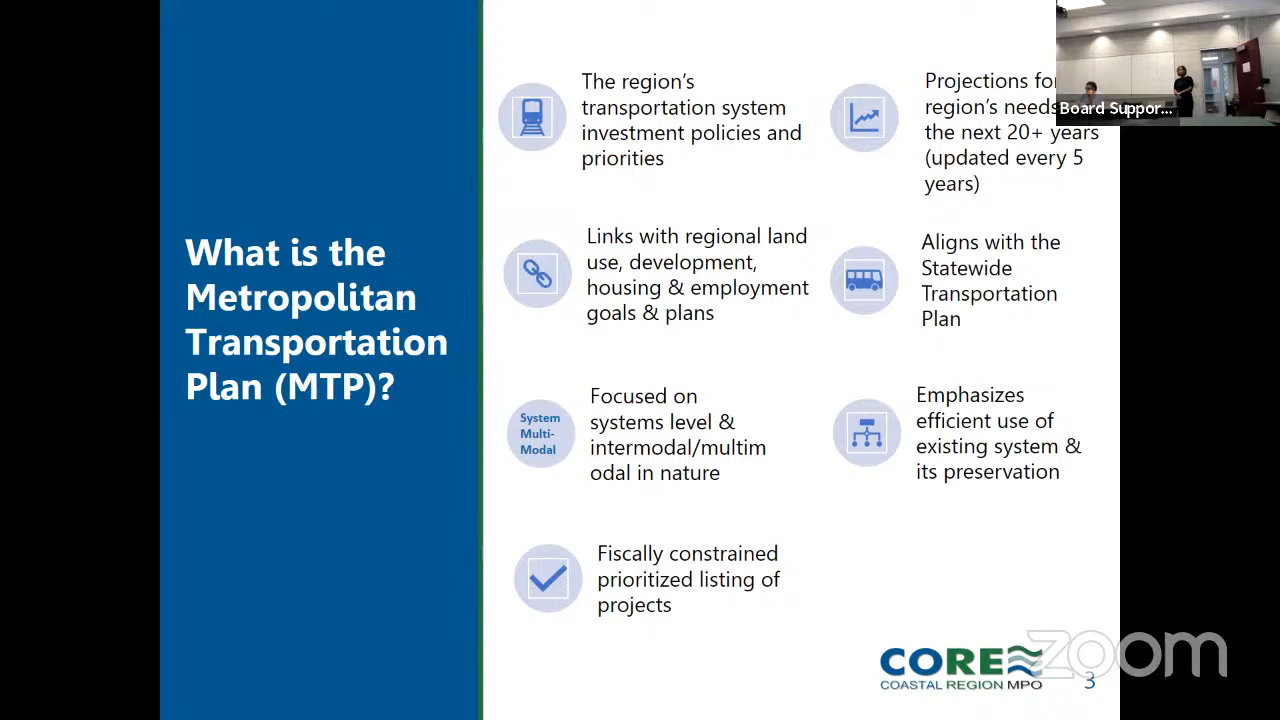 What is the
Metropolitan
Transportation
Plan (MTP)?
The region's
transportation system
investment policies and
priorities
Projections for
region's needs
the next 20+ years
(updated every 5
years)
Board Suppor...
Links with regional land
use, development,
housing & employment
goals & plans
Aligns with the
Statewide
Transportation
Plan
System
Multi-
Modal
Focused on
systems level &
intermodal/multim
odal in nature
Emphasizes
efficient use of
existing system &
its preservation
Fiscally constrained
prioritized listing of
projects
CORE
COASTAL REGION MPO
zoom
3